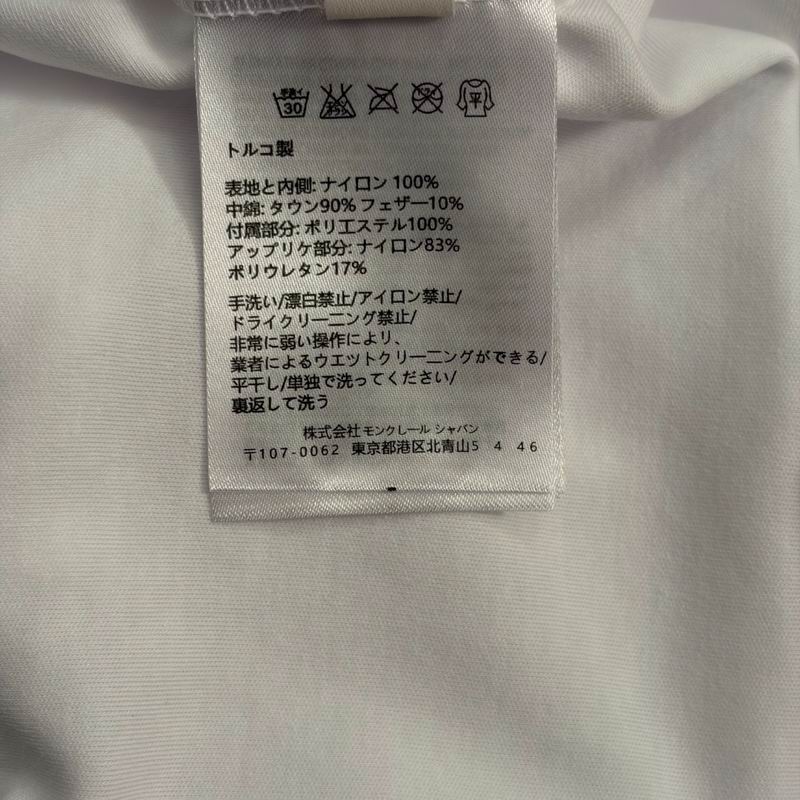 手洗イ 30
トルコ製
表地と内側: ナイロン 100%
中綿: タウン90% フェザー10%
付属部分: ポリエステル100%
アップリケ部分: ナイロン83%
ポリウレタン17%
手洗い/漂白禁止/アイロン禁止/
ドライクリーニング禁止/
非常に弱い操作により、
業者によるウエットクリーニングができる/
平干し/単独で洗ってください/
裏返して洗う
株式会社 モンクレール シャパン
〒107-0062 東京都港区北青山5 4 46